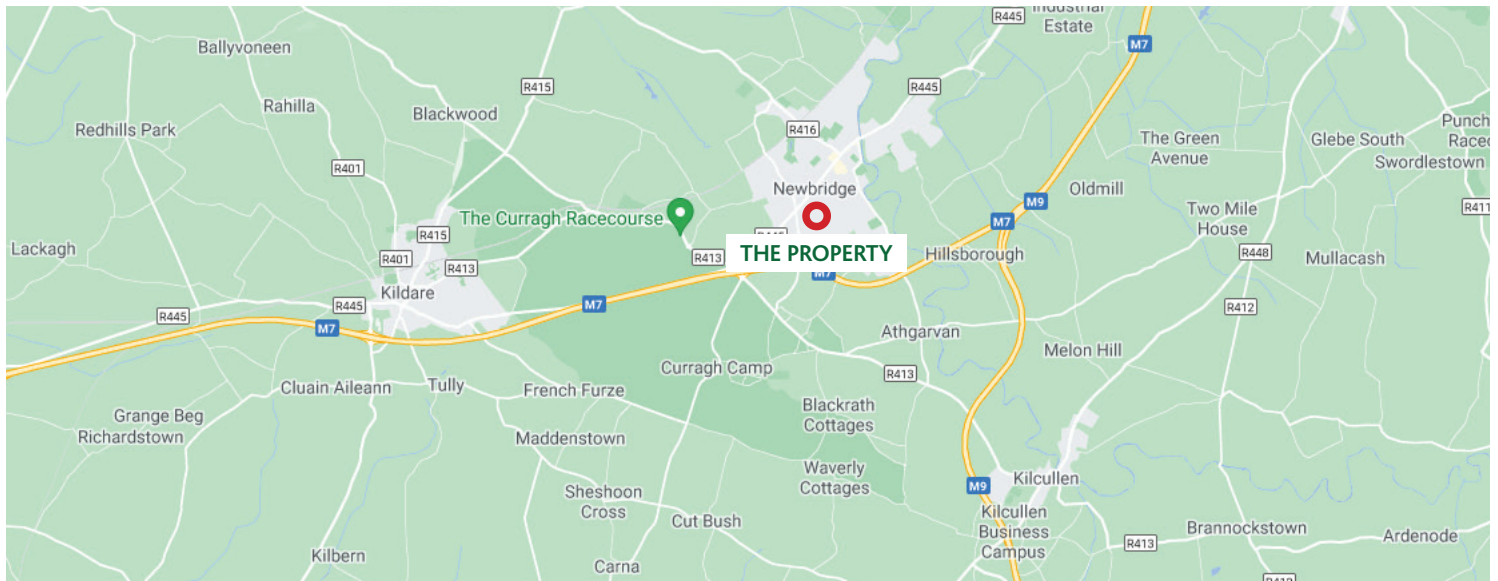 Industrial
Estate
R445
M7
Ballyvoneen
R415
R445
Rahilla
Blackwood
Redhills Park
R416
The Green
Avenue
Glebe South
Swordlestown
R401
Newbridge
Oldmill
M9
M7
Two Mile
House
R411
The Curragh Racecourse
R415
R445
Lackagh
R401
R413
R413
THE PROPERTY
Hillsborough
R448
Mullacash
M7
Kildare
R445
M7
R445
M7
R412
Athgarvan
Melon Hill
Curragh Camp
R413
Cluain Aileann
Tully
French Furze
Blackrath
Cottages
Grange Beg
Richardstown
Maddenstown
Waverly
Cottages
Kilcullen
M9
Sheshoon
Cross
Cut Bush
Kilcullen
Business
Campus
Brannockstown
Ardenode
R413
Kilbern
Carna